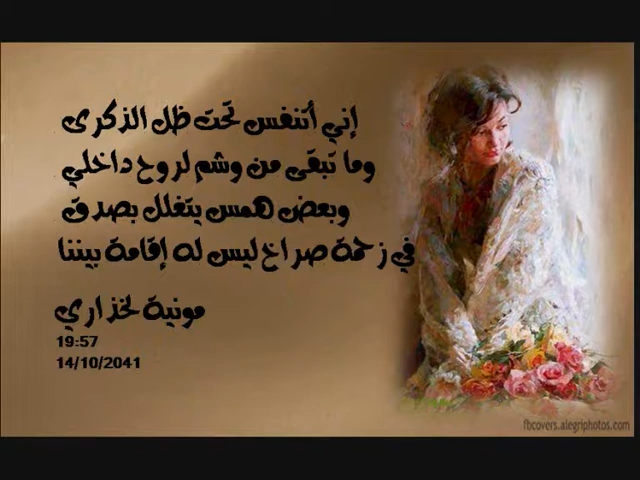 إني أتنفس تحت ظل الذكرى
وما تبقى من وشم لروح داخلي
وبعض همس يتغلل بصدق
في زحمة صراخ ليس له إقامة بيننا
مونية لخذاري
19:57
14/10/2041
fbcovers.alegriphotos.com